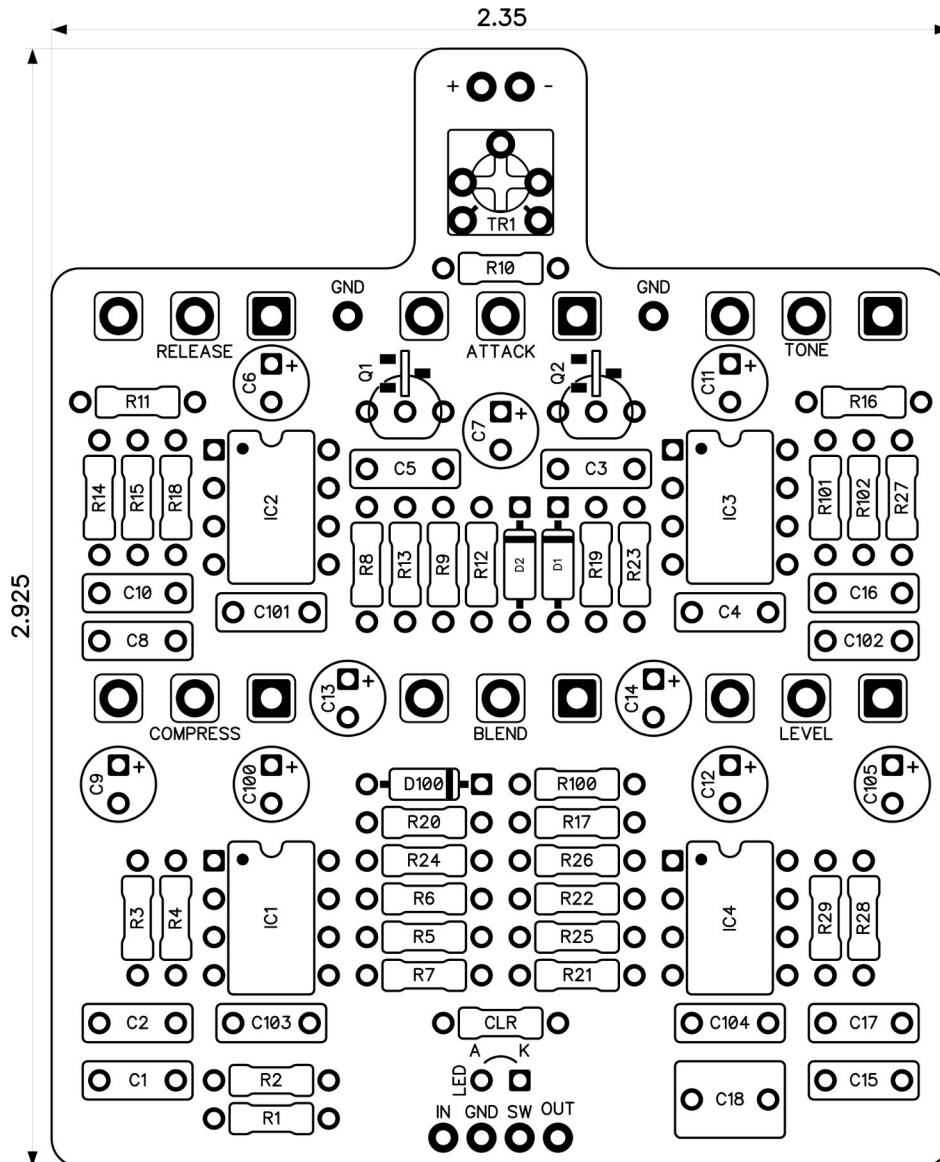 2.35
2.925
+ -
TR1
R10
GND GND
RELEASE ATTACK TONE
C6 + Q1 C7 + Q2 C11 +
R11 R16
C5 C3
R14 R15 R18 IC2 IC3 R101 R102 R27
R8 R13 R9 R12 D2 D1 R19 R23
C10 C101 C4 C16
C8 C102
C13 + C14 +
COMPRESS BLEND LEVEL
C9 + C100 + C12 + C105 +
D100 R100
R20 R17
R24 R26
R3 R4 IC1 R6 R22 IC4 R29 R28
R5 R25
R7 R21
C2 C103 CLR C104 C17
A K
C1 R2 LED C18 C15
R1
IN GND SW OUT